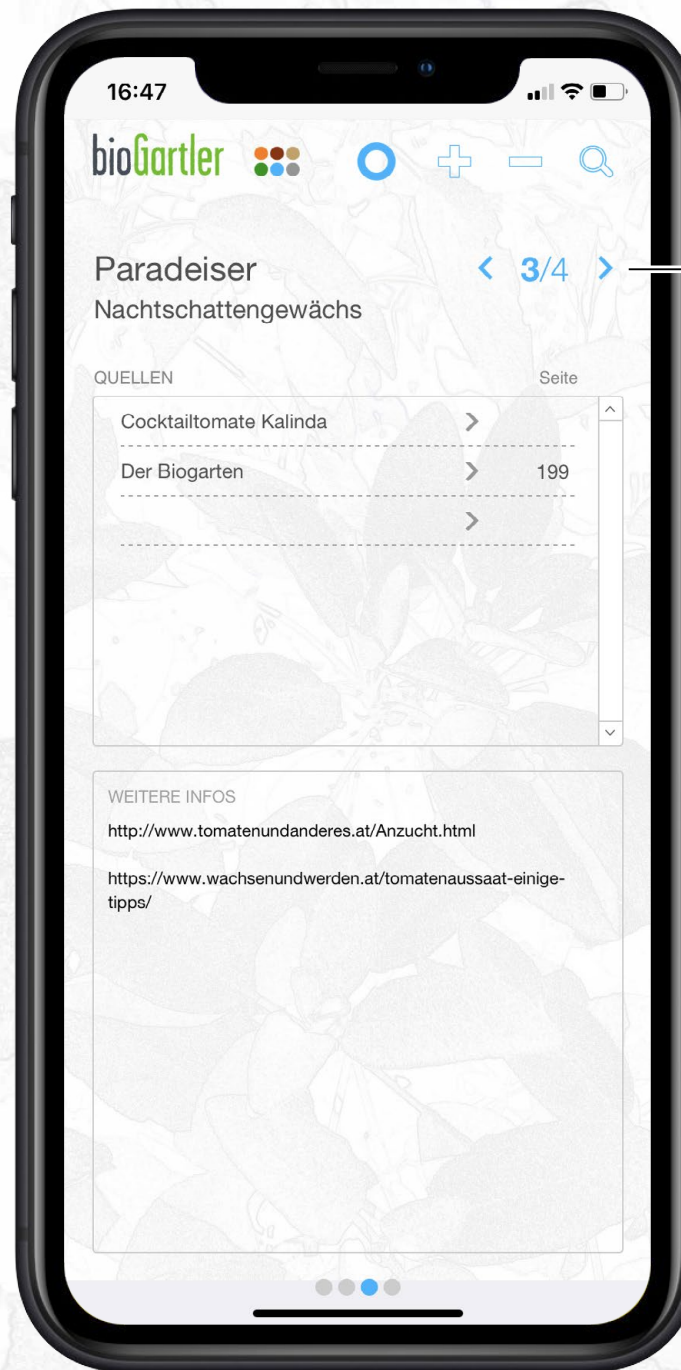 16:47
bioGartler
Paradeiser
3/4
Nachtschattengewächs
QUELLEN Seite
Cocktailtomate Kalinda
Der Biogarten 199
WEITERE INFOS
http://www.tomatenundanderes.at/Anzucht.html
https://www.wachsenundwerden.at/tomatenaussaat-einige-
tipps/